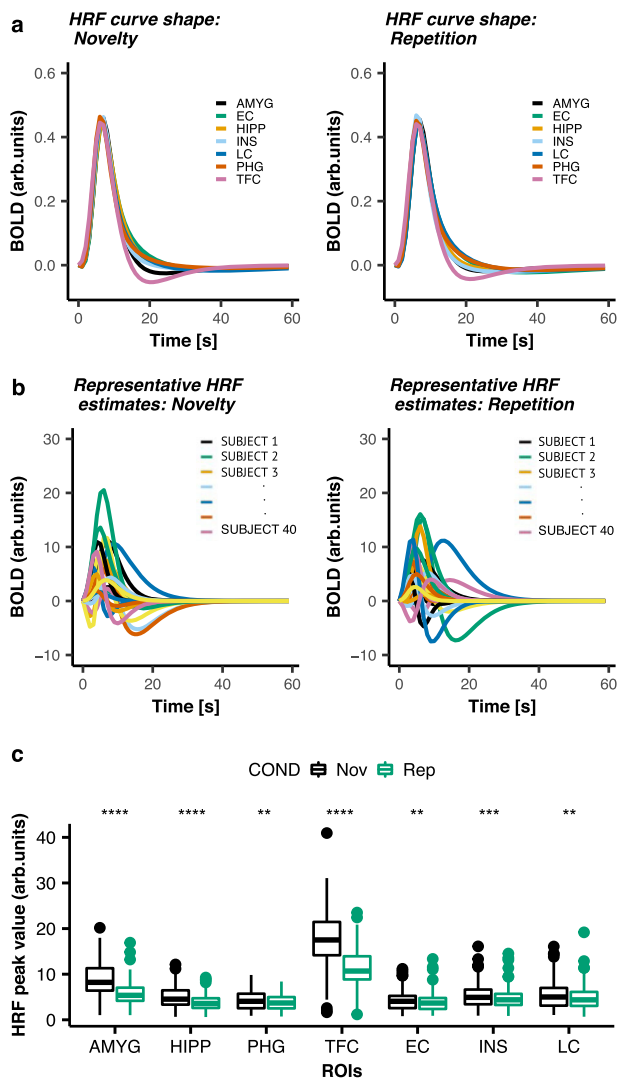 a
HRF curve shape:
Novelty
HRF curve shape:
Repetition
BOLD (arb.units)
0.6
0.4
0.2
0.0
AMYG
EC
HIPP
INS
LC
PHG
TFC
0
20
40
60
Time [s]
BOLD (arb.units)
0.6
0.4
0.2
0.0
AMYG
EC
HIPP
INS
LC
PHG
TFC
0
20
40
60
Time [s]
b
Representative HRF
estimates: Novelty
Representative HRF
estimates: Repetition
BOLD (arb.units)
30
20
10
0
−10
SUBJECT 1
SUBJECT 2
SUBJECT 3
.
.
.
SUBJECT 40
0
20
40
60
Time [s]
BOLD (arb.units)
30
20
10
0
−10
SUBJECT 1
SUBJECT 2
SUBJECT 3
.
.
.
SUBJECT 40
0
20
40
60
Time [s]
c
COND Nov Rep
**** **** ** **** ** *** **
HRF peak value (arb.units)
40
30
20
10
0
AMYG HIPP PHG TFC EC INS LC
ROIs